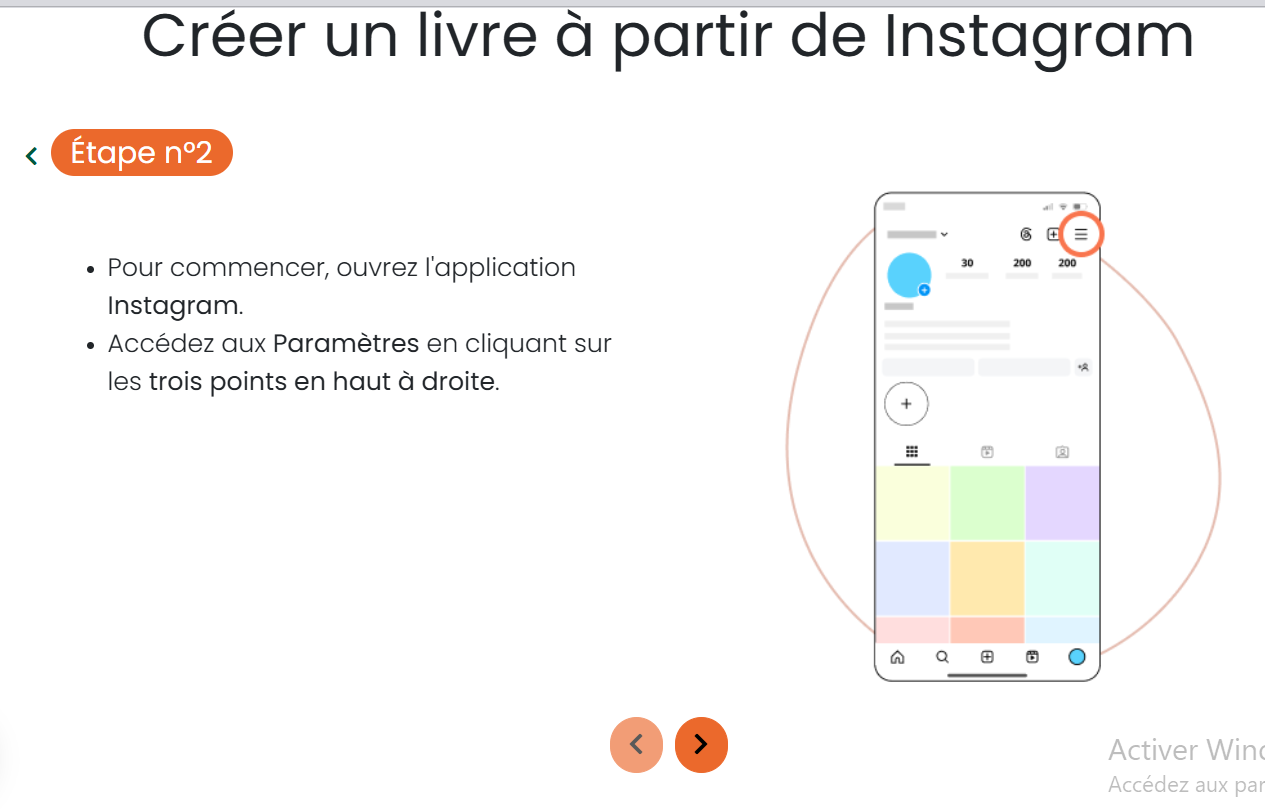 Créer un livre à partir de Instagram
Étape n°2
Pour commencer, ouvrez l'application
Instagram.
Accédez aux Paramètres en cliquant sur
les trois points en haut à droite.
30 200 200
Activer Winc
Accédez aux par